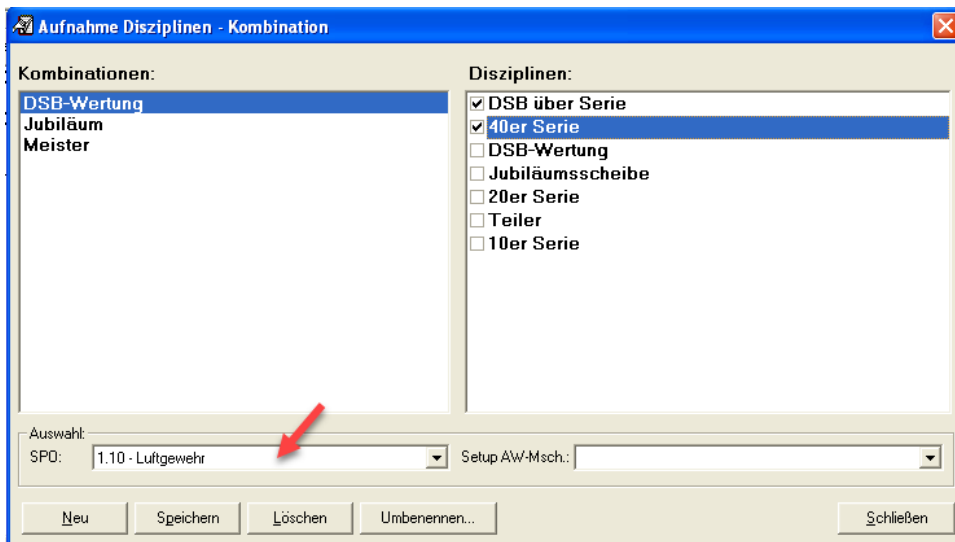 Aufnahme Disziplinen - Kombination
Kombinationen:
DSB-Wertung
Jubiläum
Meister
Disziplinen:
DSB über Serie
40er Serie
DSB-Wertung
Jubiläumsscheibe
20er Serie
Teiler
10er Serie
Auswahl:
SPO: 1.10 - Luftgewehr Setup AW-Msch.:
Neu Speichern Löschen Umbenennen... Schließen